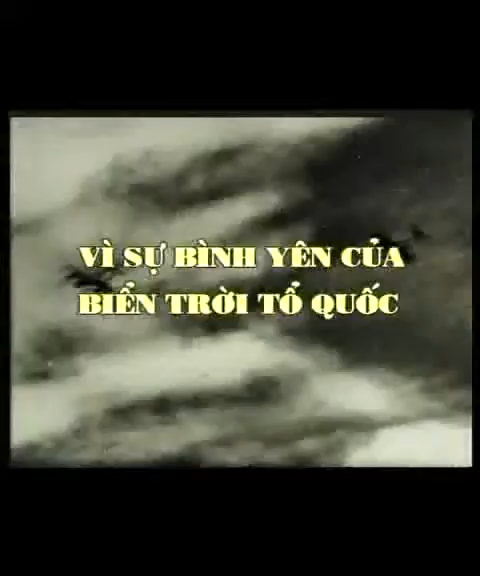 VÌ SỰ BÌNH YÊN CỦA
BIỂN TRỜI TỔ QUỐC